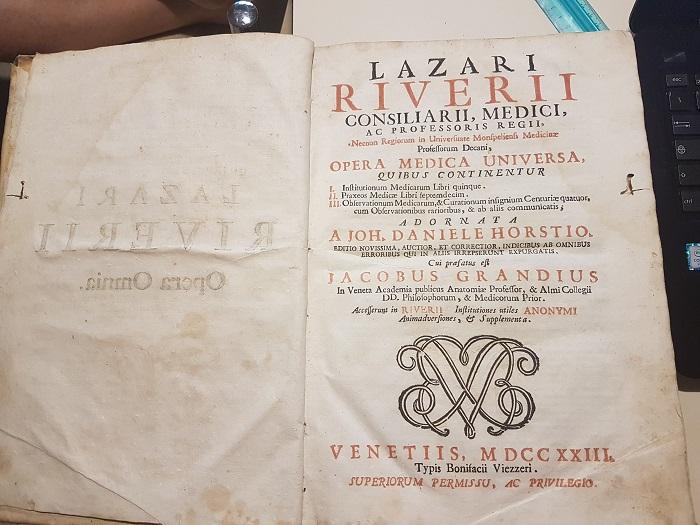 LAZARI
RIVERII
Opera Omnia.
LAZARI
RIVERII
CONSILIARII, MEDICI,
AC PROFESSORIS REGII,
Necnon Regiorum in Universitate Monspeliensi Medicinæ
Professorum Decani,
OPERA MEDICA UNIVERSA,
QUIBUS CONTINENTUR
I. Institutionum Medicarum Libri quinque.
II. Praxeos Medicæ Libri septemdecim.
III. Observationum Medicarum, & Curationum insignium Centuriæ quatuor,
cum Observationibus rarioribus, & ab aliis communicatis;
ADORNATA
A JOH. DANIELE HORSTIO.
EDITIO NOVISSIMA, AUCTIOR, ET CORRECTIOR, INDICIBUS AB OMNIBUS
ERRORIBUS QUI IN ALIIS IRREPSERUNT EXPURGATIS.
Cui præfatus est
JACOBUS GRANDIUS
In Veneta Academia publicus Anatomiæ Professor, & Almi Collegii
DD. Philosophorum, & Medicorum Prior.
Accesserunt in RIVERII Institutiones utiles ANONYMI
Animadversiones, & Supplementa.
VENETIIS, MDCCXXIII.
Typis Bonifacii Viezzeri.
SUPERIORUM PERMISSU, AC PRIVILEGIO.
esc